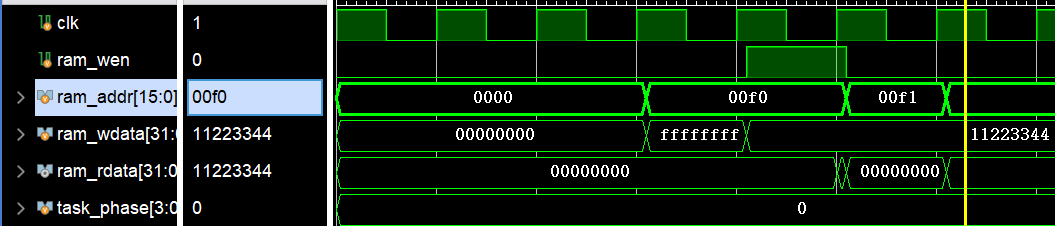 clk 1
ram_wen 0
ram_addr[15:0] 00f0 0000 00f0 00f1
ram_wdata[31:0 11223344 00000000 ffffffff 11223344
ram_rdata[31:0 11223344 00000000 00000000
task_phase[3:0 0 0